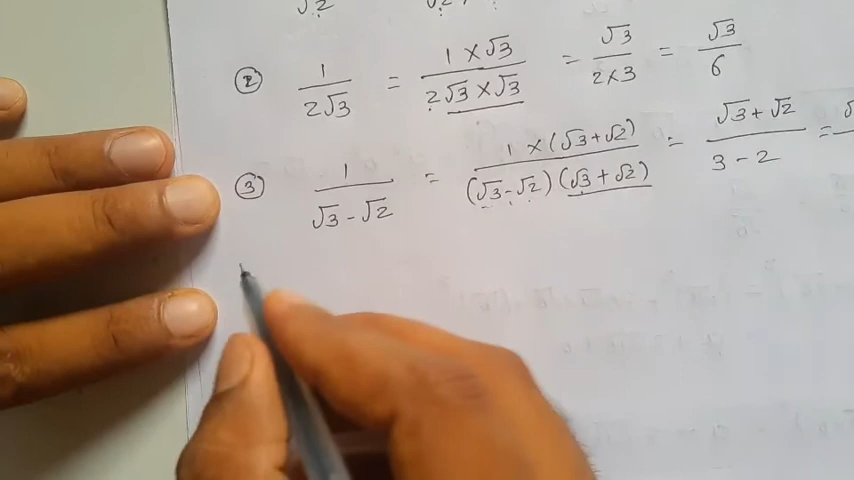 ② 1/(2√3) = (1 × √3)/(2√3 × √3) = √3/(2×3) = √3/6
③ 1/(√3 - √2) = (1 × (√3 + √2))/((√3 - √2)(√3 + √2)) = (√3 + √2)/(3 - 2) =